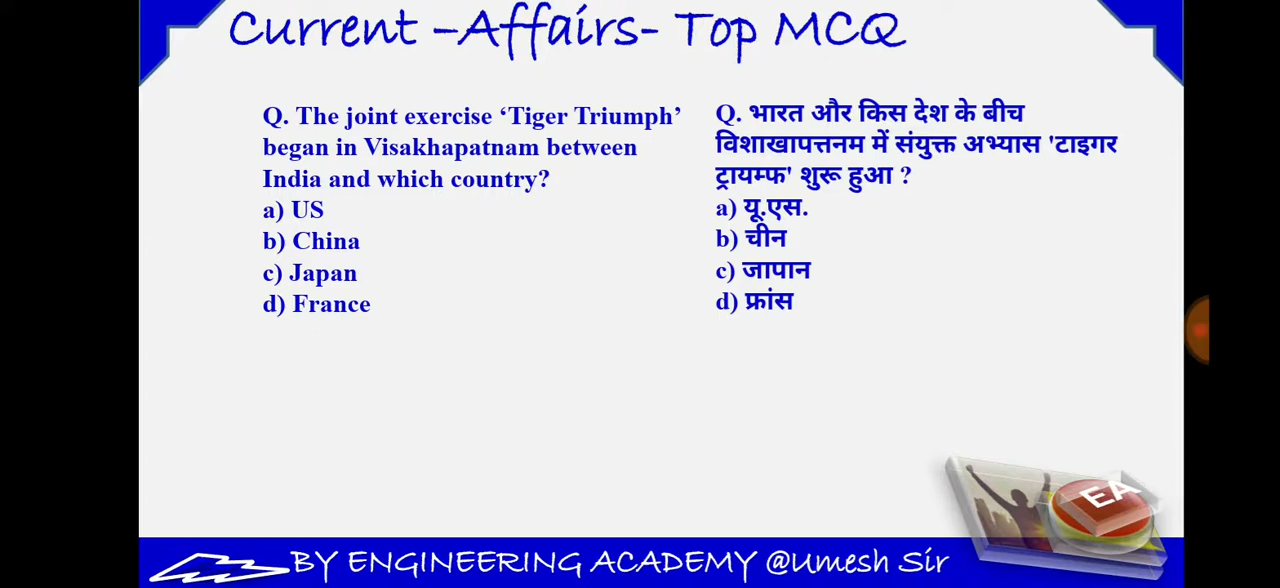 Current -Affairs- Top MCQ
Q. The joint exercise ‘Tiger Triumph’
began in Visakhapatnam between
India and which country?
a) US
b) China
c) Japan
d) France
Q. भारत और किस देश के बीच
विशाखापत्तनम में संयुक्त अभ्यास 'टाइगर
ट्रायम्फ' शुरू हुआ ?
a) यू.एस.
b) चीन
c) जापान
d) फ्रांस
EA
BY ENGINEERING ACADEMY @Umesh Sir